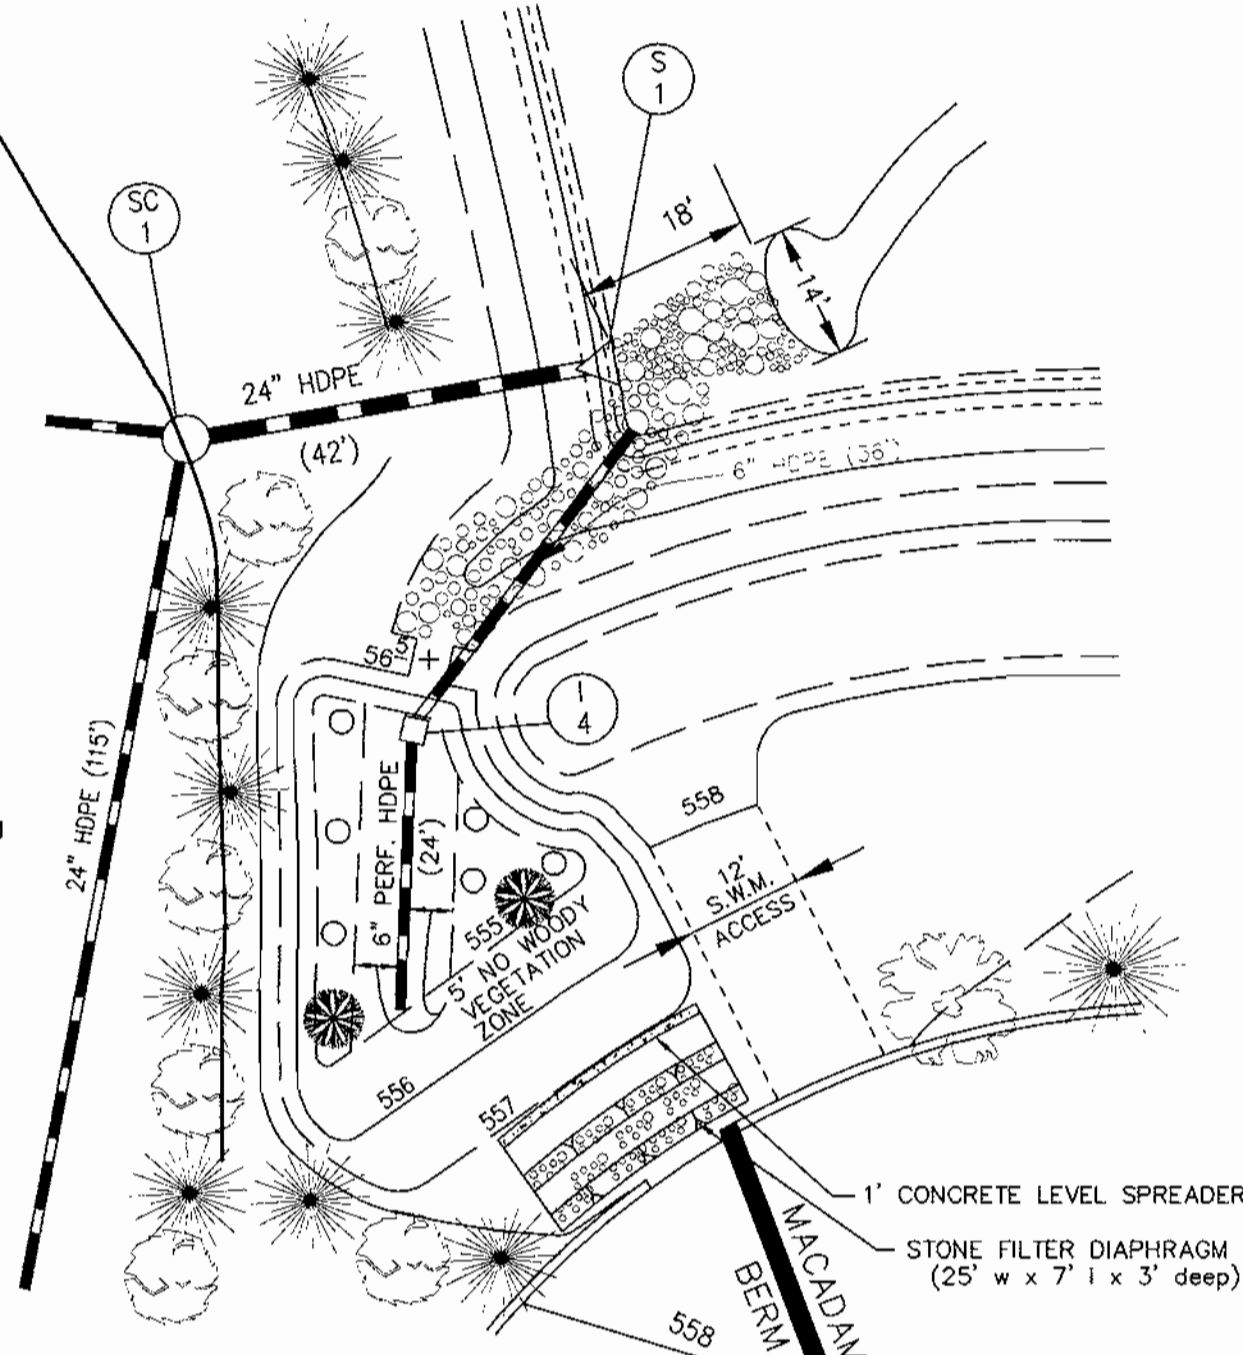 S
1
SC
1
18'
14'
24" HDPE
(42')
6" HDPE (36')
56
I
4
24" HDPE (115')
6" PERF. HDPE
(24')
558
12'
S.W.M.
ACCESS
555
5' NO WOODY
VEGETATION
ZONE
556
557
1' CONCRETE LEVEL SPREADER
STONE FILTER DIAPHRAGM
(25' w x 7' l x 3' deep)
MACADAM
BERM
558